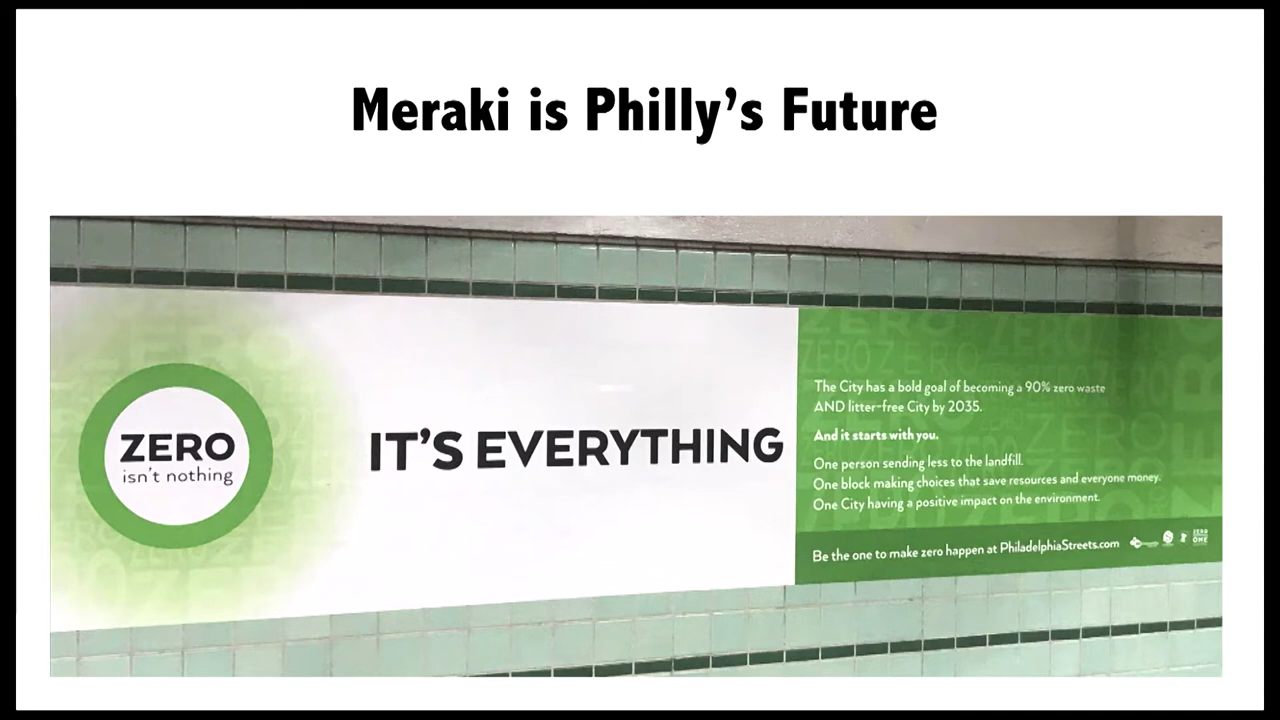 Meraki is Philly’s Future
ZERO
isn’t nothing
IT’S EVERYTHING
The City has a bold goal of becoming a 90% zero waste
AND litter-free City by 2035.
And it starts with you.
One person sending less to the landfill.
One block making choices that save resources and everyone money.
One City having a positive impact on the environment.
Be the one to make zero happen at PhiladelphiaStreets.com